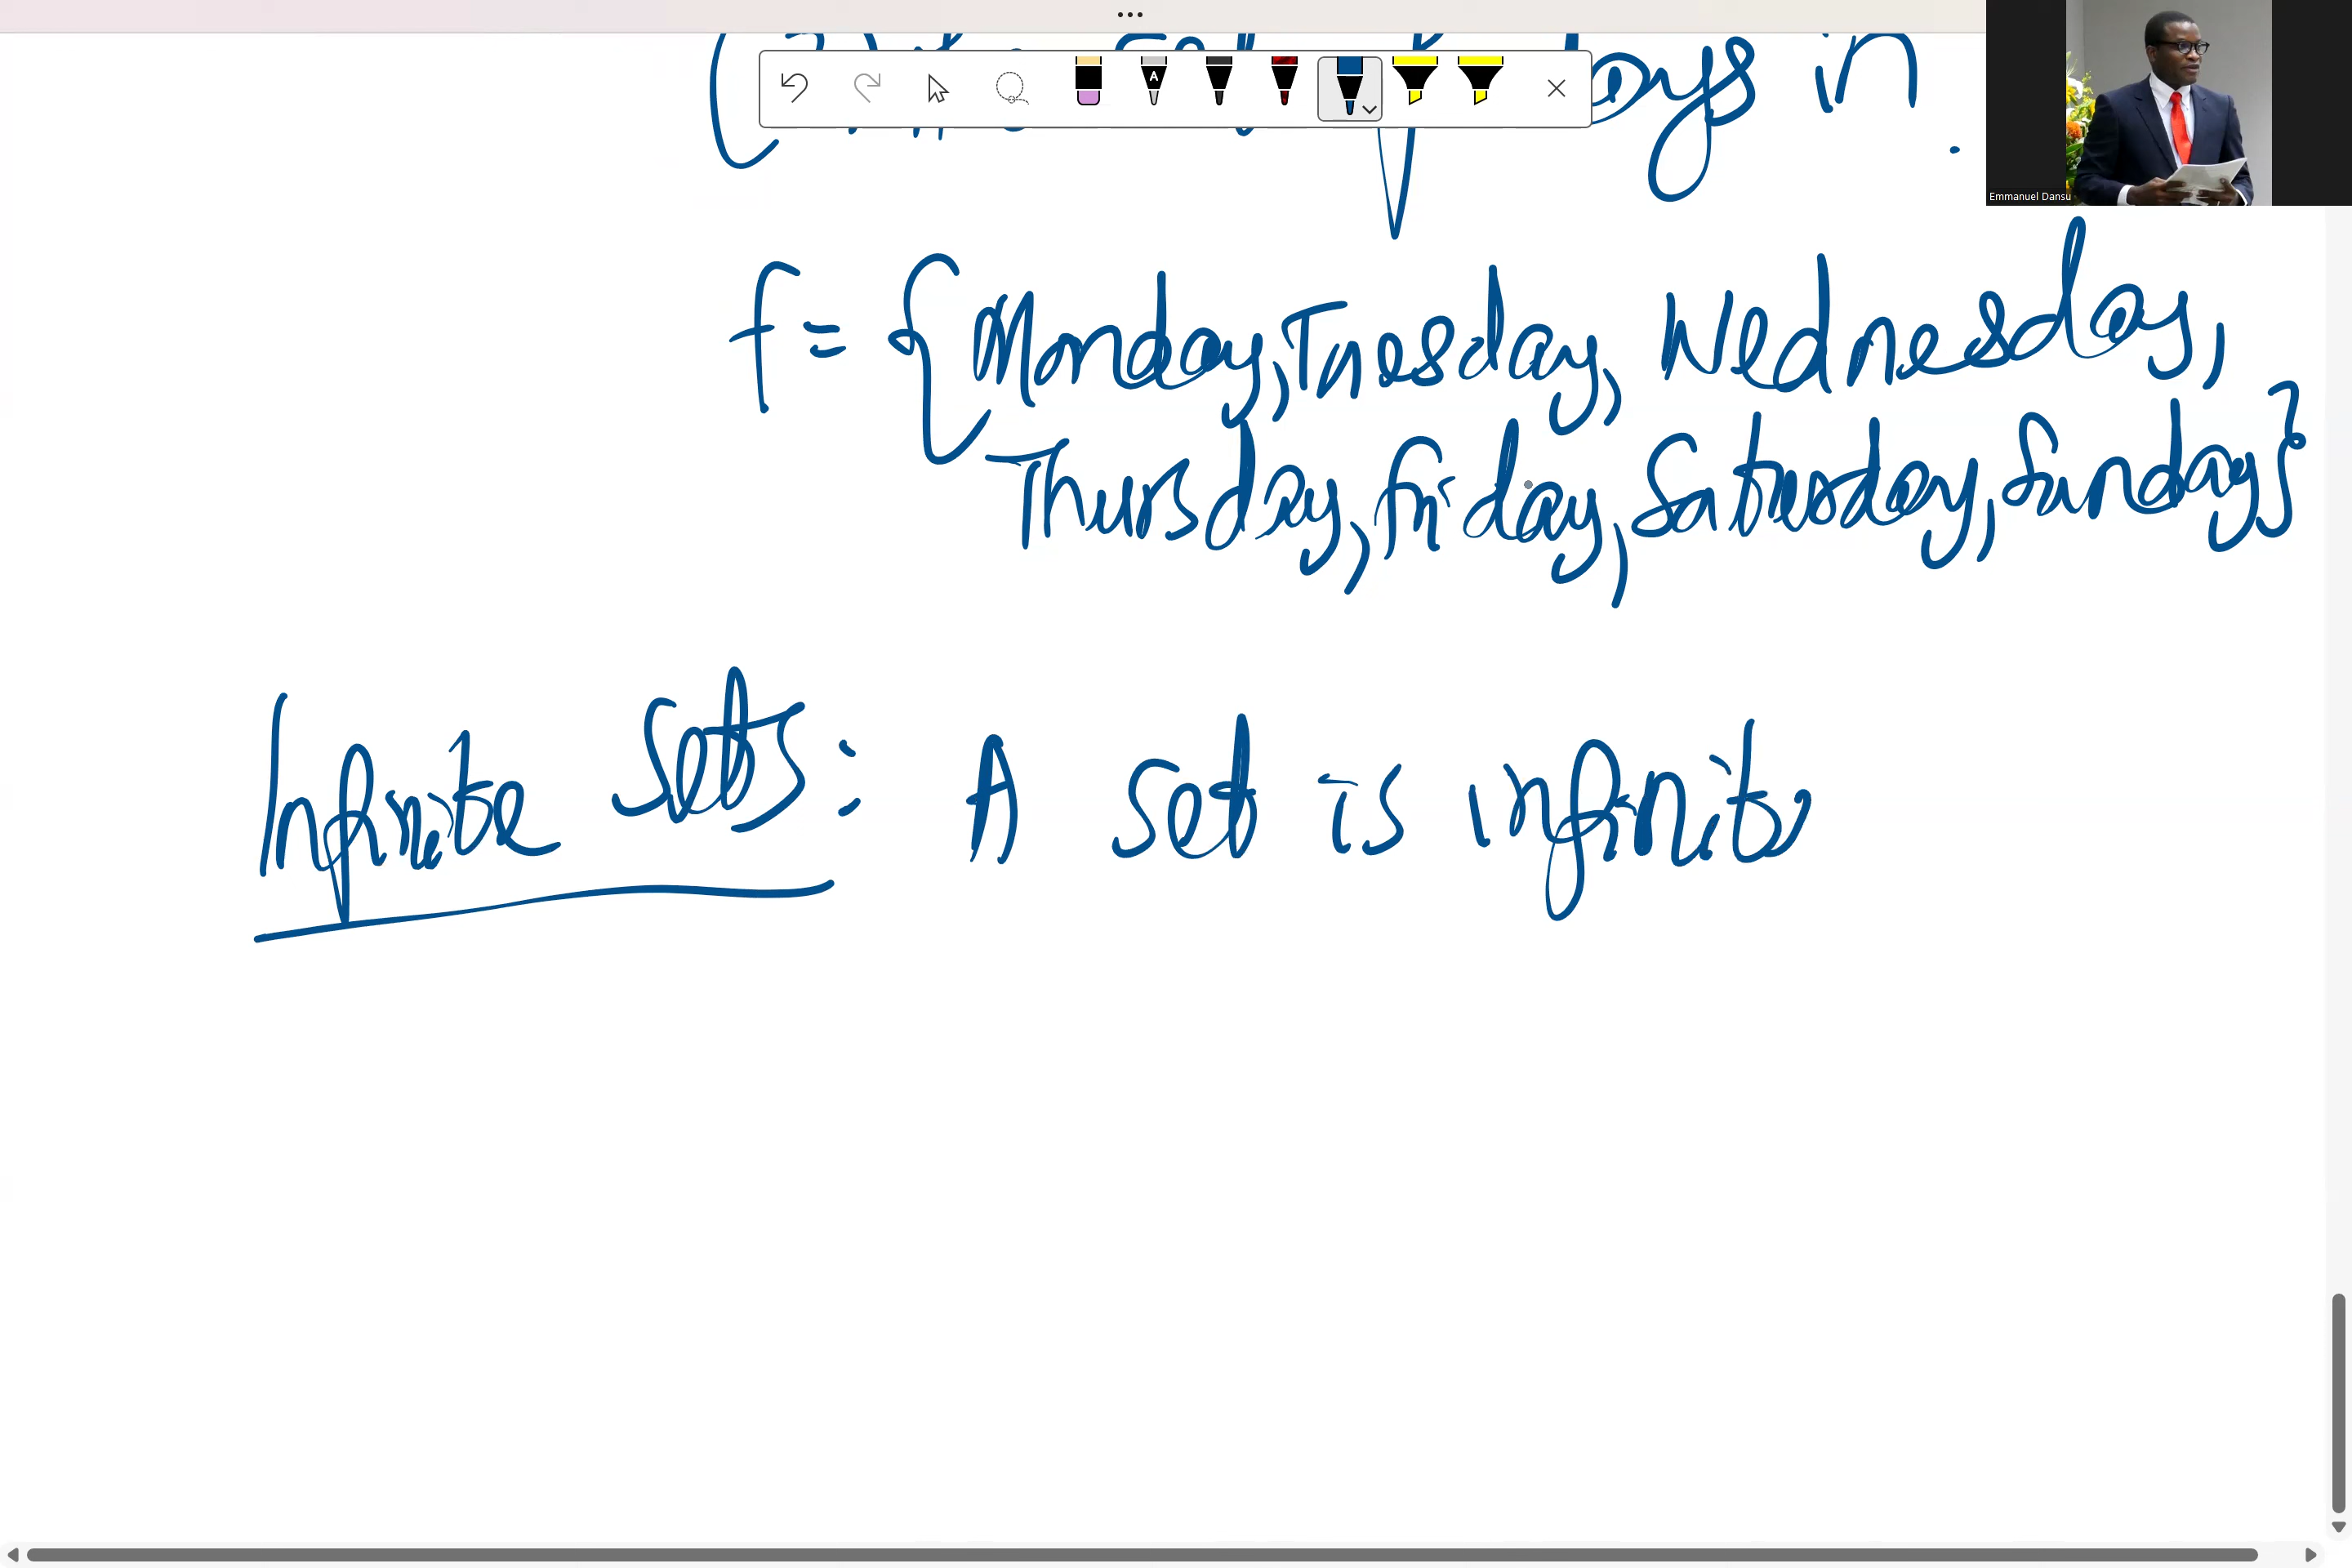 days in
Emmanuel Dansu
F = {Monday, Tuesday, Wednesday,
Thursday, Friday, Saturday, Sunday}
Infinite Sets: A set is infinite